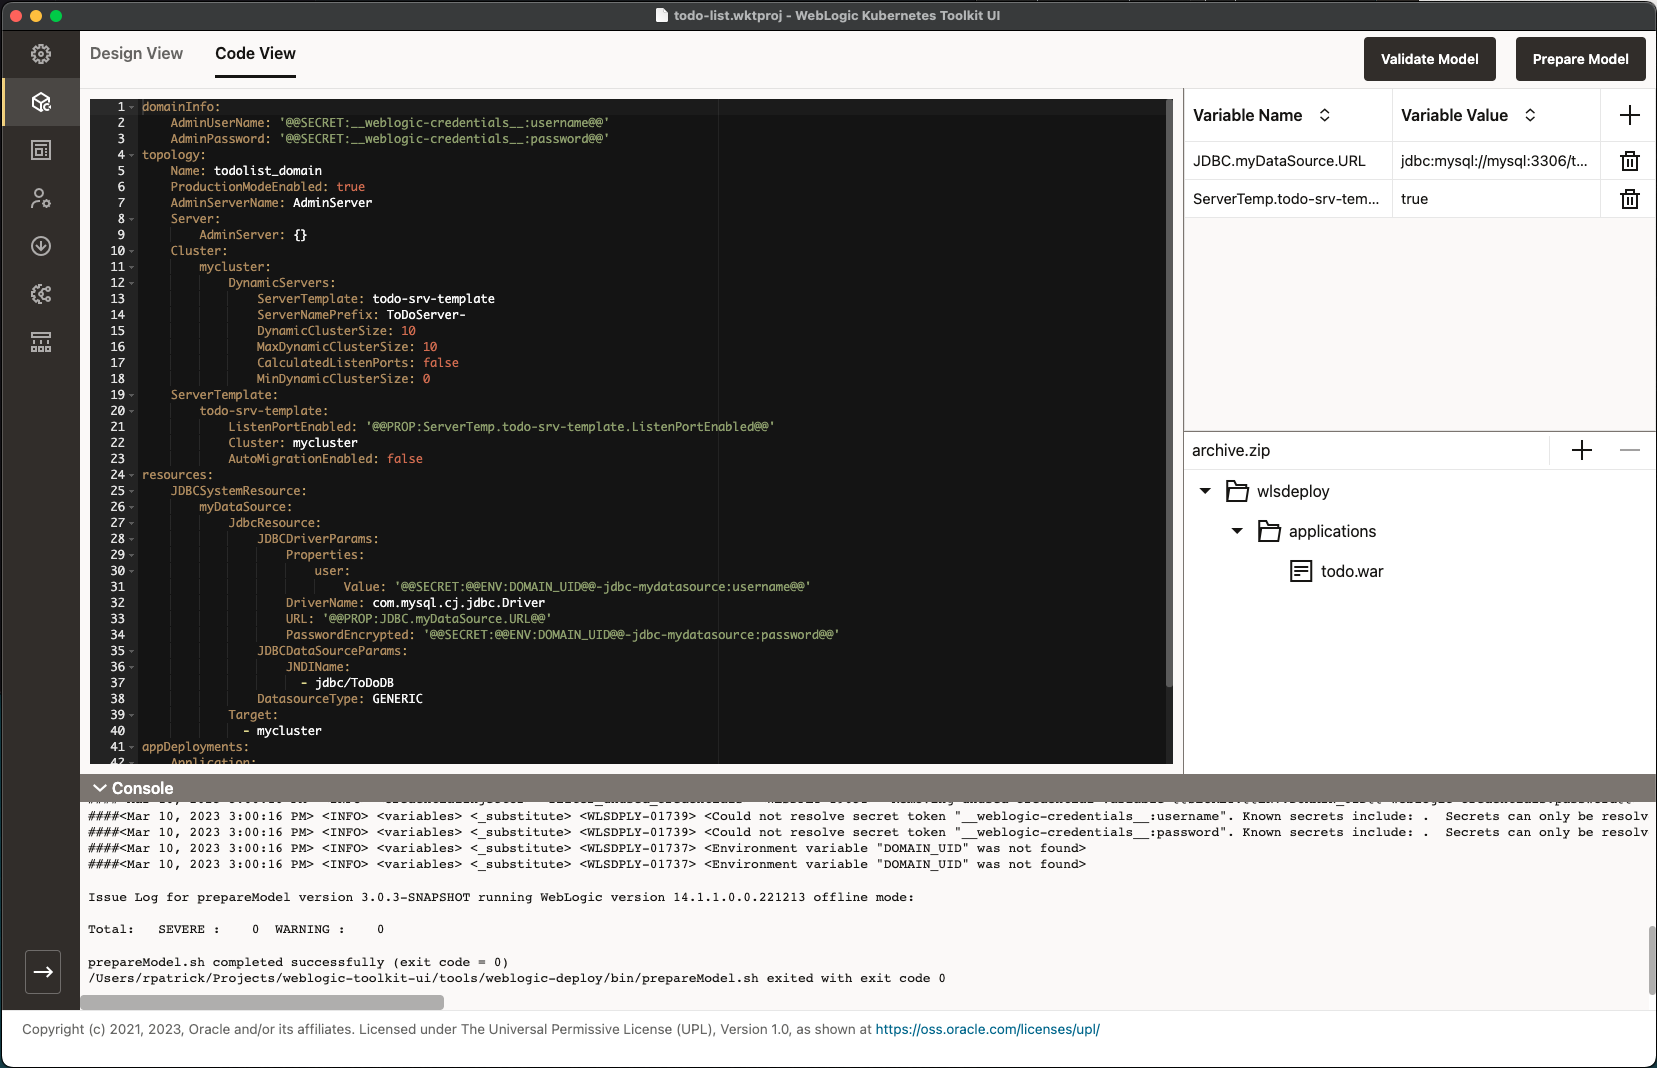 todo-list.wktproj - WebLogic Kubernetes Toolkit UI
Design View
Code View
Validate Model
Prepare Model
1 domainInfo:
2 AdminUserName: '@@SECRET:__weblogic-credentials__:username@@'
3 AdminPassword: '@@SECRET:__weblogic-credentials__:password@@'
4 topology:
5 Name: todolist_domain
6 ProductionModeEnabled: true
7 AdminServerName: AdminServer
8 Server:
9 AdminServer: {}
10 Cluster:
11 mycluster:
12 DynamicServers:
13 ServerTemplate: todo-srv-template
14 ServerNamePrefix: ToDoServer-
15 DynamicClusterSize: 10
16 MaxDynamicClusterSize: 10
17 CalculatedListenPorts: false
18 MinDynamicClusterSize: 0
19 ServerTemplate:
20 todo-srv-template:
21 ListenPortEnabled: '@@PROP:ServerTemp.todo-srv-template.ListenPortEnabled@@'
22 Cluster: mycluster
23 AutoMigrationEnabled: false
24 resources:
25 JDBCSystemResource:
26 myDataSource:
27 JdbcResource:
28 JDBCDriverParams:
29 Properties:
30 user:
31 Value: '@@SECRET:@@ENV:DOMAIN_UID@@-jdbc-mydatasource:username@@'
32 DriverName: com.mysql.cj.jdbc.Driver
33 URL: '@@PROP:JDBC.myDataSource.URL@@'
34 PasswordEncrypted: '@@SECRET:@@ENV:DOMAIN_UID@@-jdbc-mydatasource:password@@'
35 JDBCDataSourceParams:
36 JNDIName:
37 - jdbc/ToDoDB
38 DatasourceType: GENERIC
39 Target:
40 - mycluster
41 appDeployments:
42 Application:
Variable Name
Variable Value
JDBC.myDataSource.URL jdbc:mysql://mysql:3306/t...
ServerTemp.todo-srv-tem... true
archive.zip
wlsdeploy
applications
todo.war
Console
####<Mar 10, 2023 3:00:16 PM> <INFO> <variables> <_substitute> <WLSDPLY-01739> <Could not resolve secret token "__weblogic-credentials__:username". Known secrets include: .  Secrets can only be resolv
####<Mar 10, 2023 3:00:16 PM> <INFO> <variables> <_substitute> <WLSDPLY-01739> <Could not resolve secret token "__weblogic-credentials__:password". Known secrets include: .  Secrets can only be resolv
####<Mar 10, 2023 3:00:16 PM> <INFO> <variables> <_substitute> <WLSDPLY-01737> <Environment variable "DOMAIN_UID" was not found>
####<Mar 10, 2023 3:00:16 PM> <INFO> <variables> <_substitute> <WLSDPLY-01737> <Environment variable "DOMAIN_UID" was not found>
Issue Log for prepareModel version 3.0.3-SNAPSHOT running WebLogic version 14.1.1.0.0.221213 offline mode:
Total:   SEVERE :    0  WARNING :    0
prepareModel.sh completed successfully (exit code = 0)
/Users/rpatrick/Projects/weblogic-toolkit-ui/tools/weblogic-deploy/bin/prepareModel.sh exited with exit code 0
Copyright (c) 2021, 2023, Oracle and/or its affiliates. Licensed under The Universal Permissive License (UPL), Version 1.0, as shown at https://oss.oracle.com/licenses/upl/